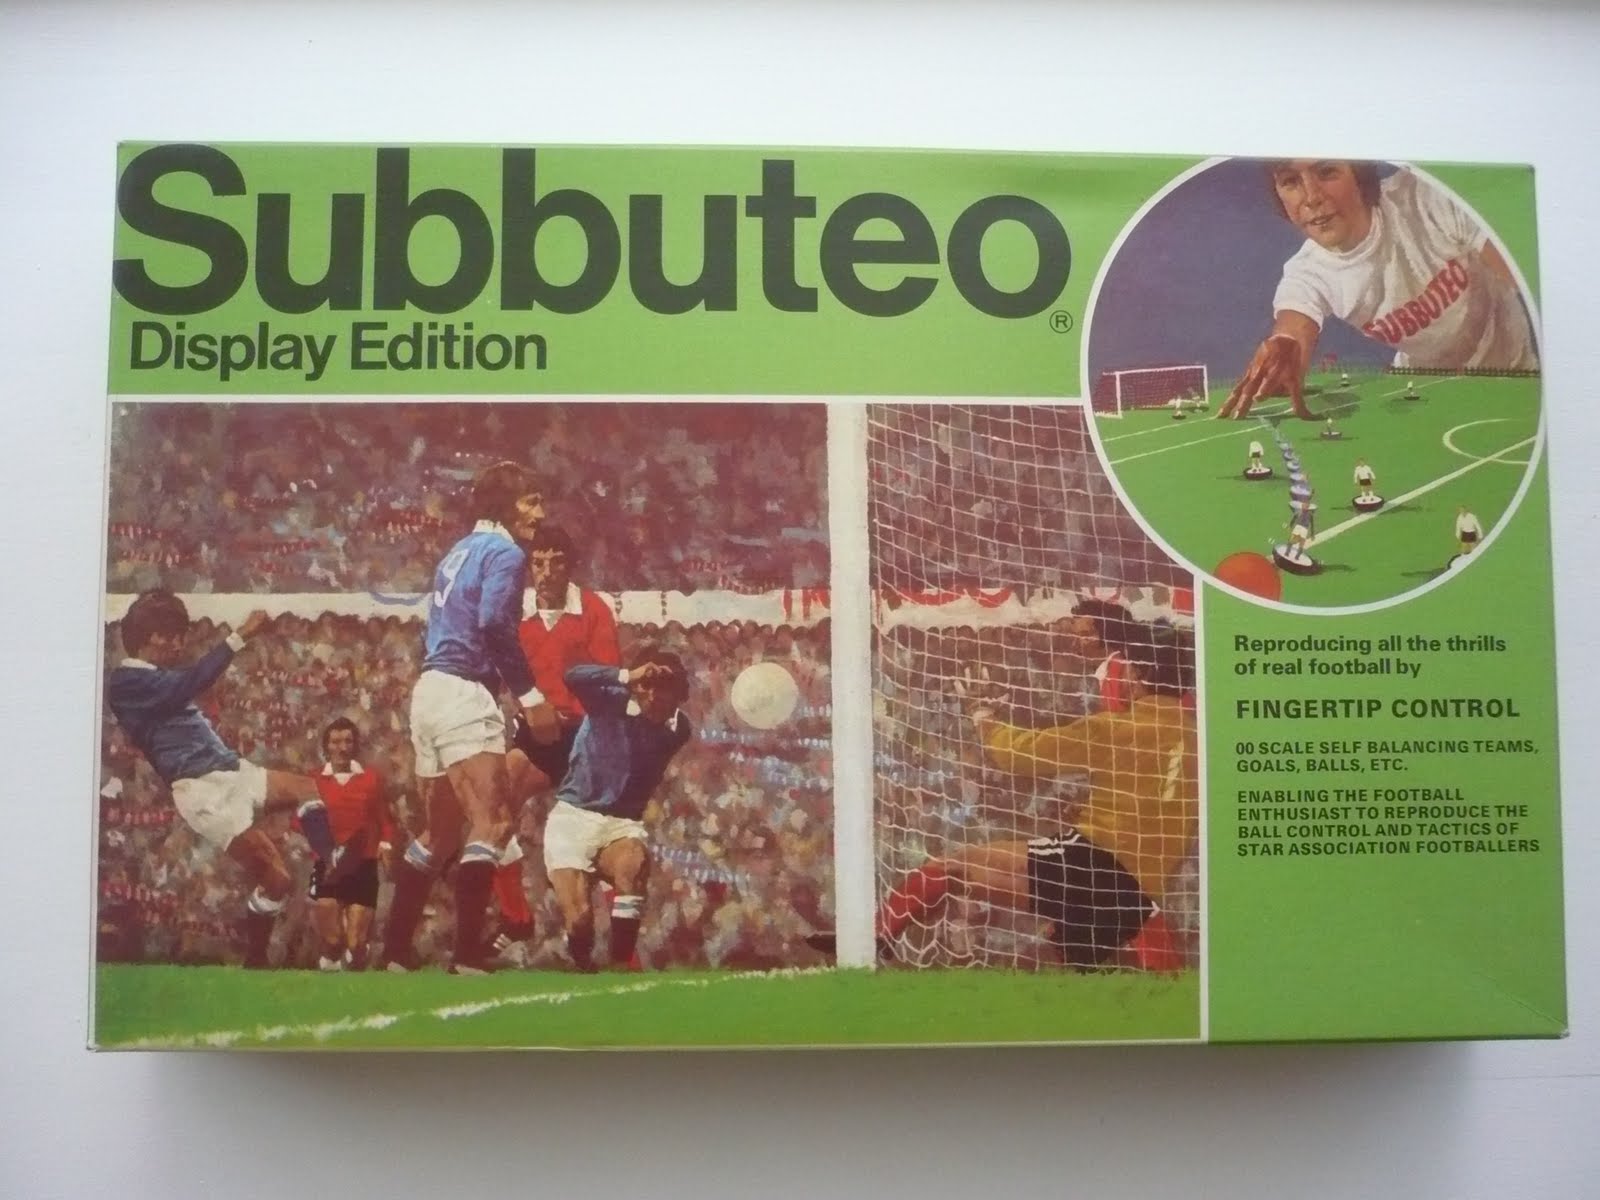 Subbuteo®
Display Edition
SUBBUTEO
9
1
Reproducing all the thrills
of real football by
FINGERTIP CONTROL
00 SCALE SELF BALANCING TEAMS,
GOALS, BALLS, ETC.
ENABLING THE FOOTBALL
ENTHUSIAST TO REPRODUCE THE
BALL CONTROL AND TACTICS OF
STAR ASSOCIATION FOOTBALLERS